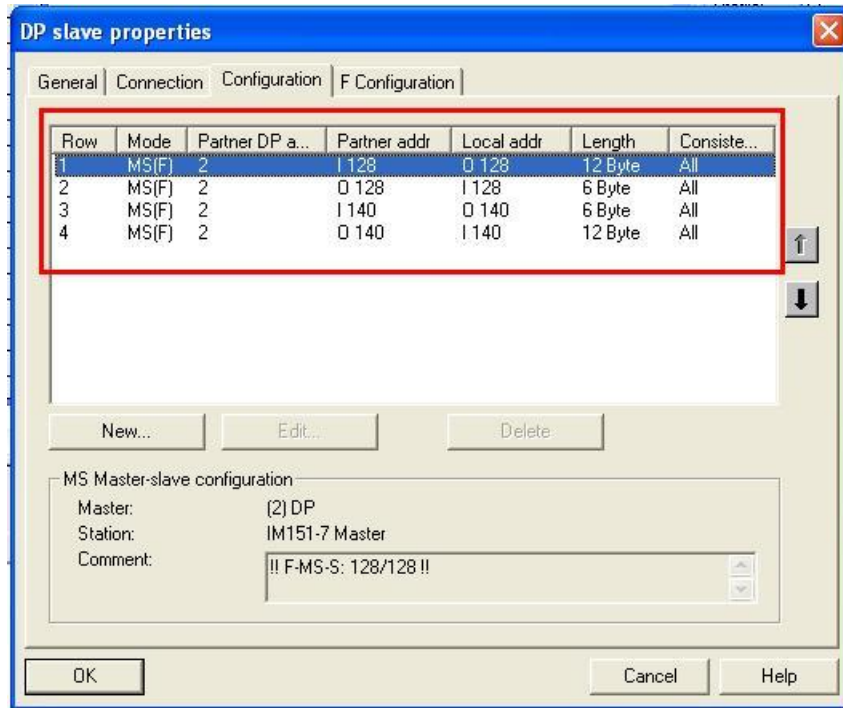 DP slave properties
General Connection Configuration F Configuration
Row Mode Partner DP a... Partner addr Local addr Length Consiste...
1 MS(F) 2 I 128 O 128 12 Byte All
2 MS(F) 2 O 128 I 128 6 Byte All
3 MS(F) 2 I 140 O 140 6 Byte All
4 MS(F) 2 O 140 I 140 12 Byte All
New... Edit... Delete
MS Master-slave configuration
Master: (2) DP
Station: IM151-7 Master
Comment: !! F-MS-S: 128/128 !!
OK Cancel Help